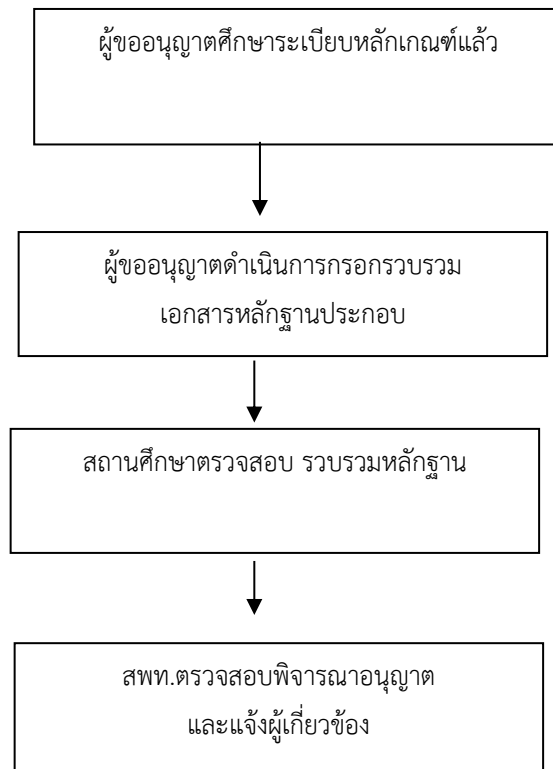 ผู้ขออนุญาตศึกษาระเบียบหลักเกณฑ์แล้ว
ผู้ขออนุญาตดำเนินการกรอกรวบรวม
เอกสารหลักฐานประกอบ
สถานศึกษาตรวจสอบ รวบรวมหลักฐาน
สพท.ตรวจสอบพิจารณาอนุญาต
และแจ้งผู้เกี่ยวข้อง